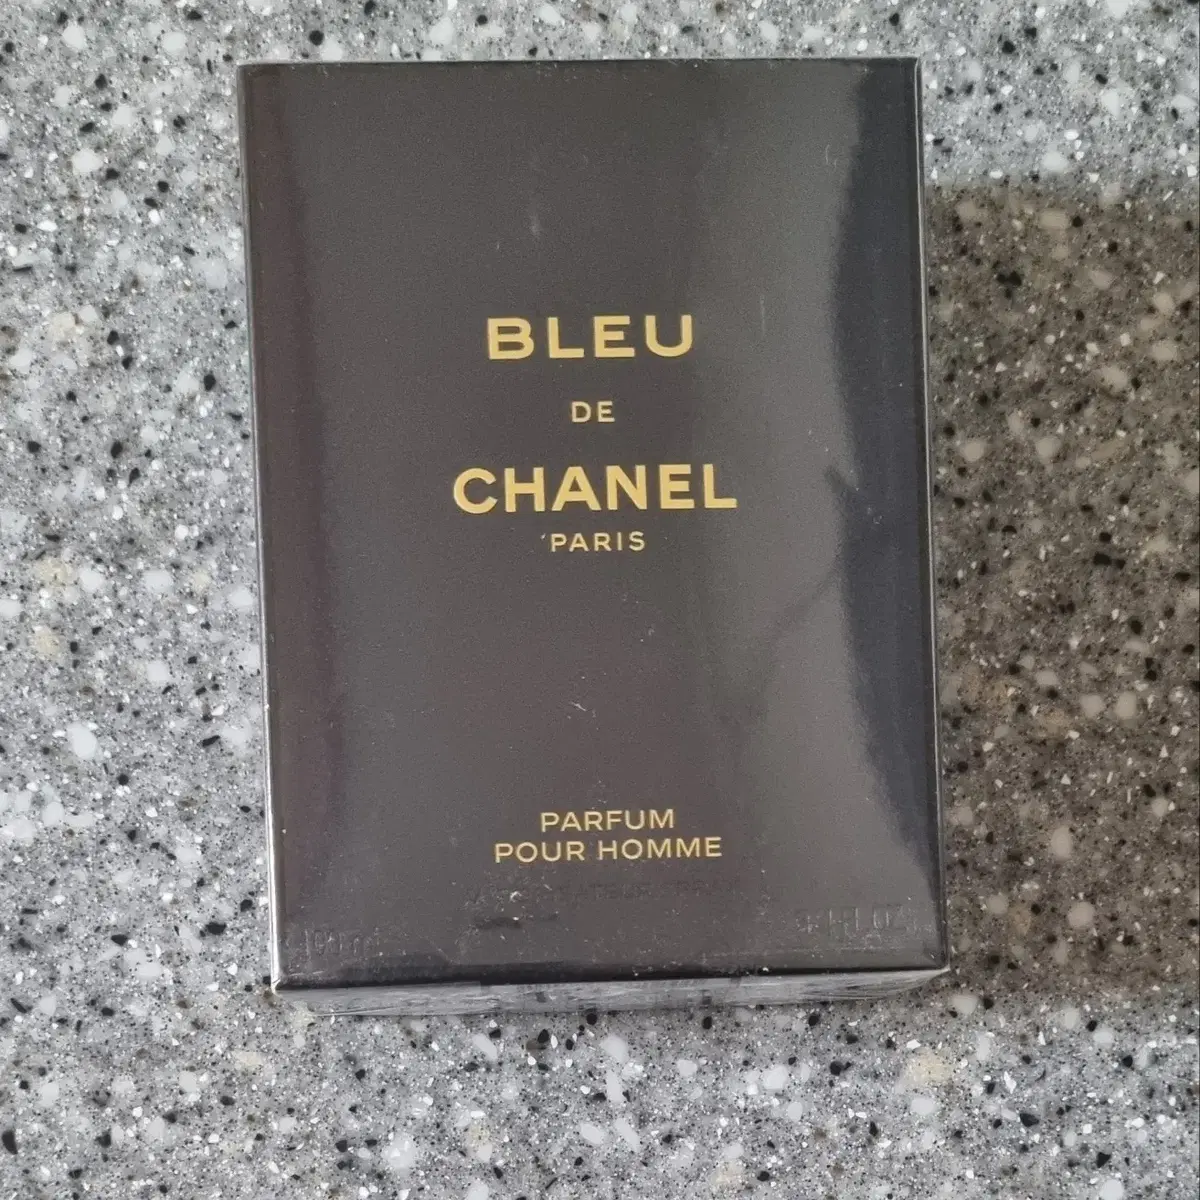 BLEU
DE
CHANEL
PARIS
PARFUM
POUR HOMME